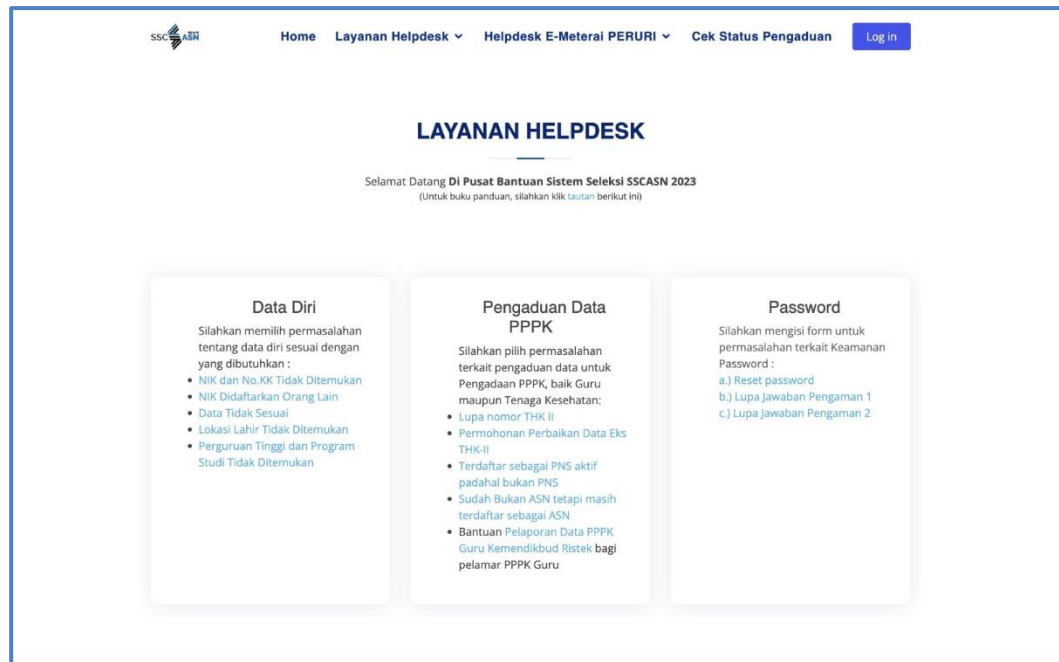 SSCASN
Home Layanan Helpdesk Helpdesk E-Meterai PERURI Cek Status Pengaduan Log in
LAYANAN HELPDESK
Selamat Datang Di Pusat Bantuan Sistem Seleksi SSCASN 2023
(Untuk buku panduan, silahkan klik tautan berikut ini)
Data Diri
Silahkan memilih permasalahan
tentang data diri sesuai dengan
yang dibutuhkan :
• NIK dan No.KK Tidak Ditemukan
• NIK Didaftarkan Orang Lain
• Data Tidak Sesuai
• Lokasi Lahir Tidak Ditemukan
• Perguruan Tinggi dan Program
Studi Tidak Ditemukan
Pengaduan Data
PPPK
Silahkan pilih permasalahan
terkait pengaduan data untuk
Pengadaan PPPK, baik Guru
maupun Tenaga Kesehatan:
• Lupa nomor THK II
• Permohonan Perbaikan Data Eks
THK-II
• Terdaftar sebagai PNS aktif
padahal bukan PNS
• Sudah Bukan ASN tetapi masih
terdaftar sebagai ASN
• Bantuan Pelaporan Data PPPK
Guru Kemendikbud Ristek bagi
pelamar PPPK Guru
Password
Silahkan mengisi form untuk
permasalahan terkait Keamanan
Password :
a.) Reset password
b.) Lupa Jawaban Pengaman 1
c.) Lupa Jawaban Pengaman 2